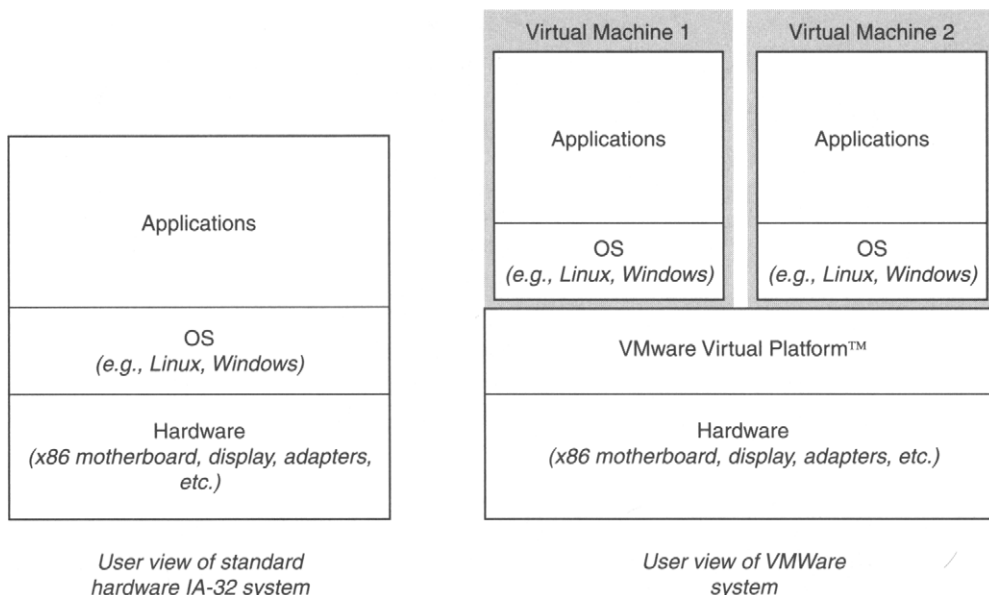 Applications
OS
(e.g., Linux, Windows)
Hardware
(x86 motherboard, display, adapters,
etc.)
User view of standard
hardware IA-32 system
Virtual Machine 1
Applications
OS
(e.g., Linux, Windows)
Virtual Machine 2
Applications
OS
(e.g., Linux, Windows)
VMware Virtual Platform™
Hardware
(x86 motherboard, display, adapters, etc.)
User view of VMWare
system